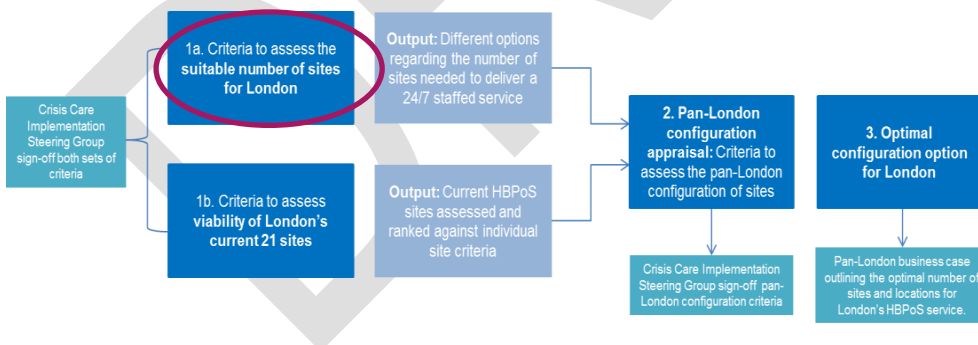 Crisis Care
Implementation
Steering Group
sign-off both sets of
criteria
1a. Criteria to assess the
suitable number of sites
for London
Output: Different options
regarding the number of
sites needed to deliver a
24/7 staffed service
1b. Criteria to assess
viability of London's
current 21 sites
Output: Current HBPoS
sites assessed and
ranked against individual
site criteria
2. Pan-London
configuration
appraisal: Criteria to
assess the pan-London
configuration of sites
Crisis Care Implementation
Steering Group sign-off pan-
London configuration criteria
3. Optimal
configuration option
for London
Pan-London business case
outlining the optimal number of
sites and locations for
London's HBPoS service.